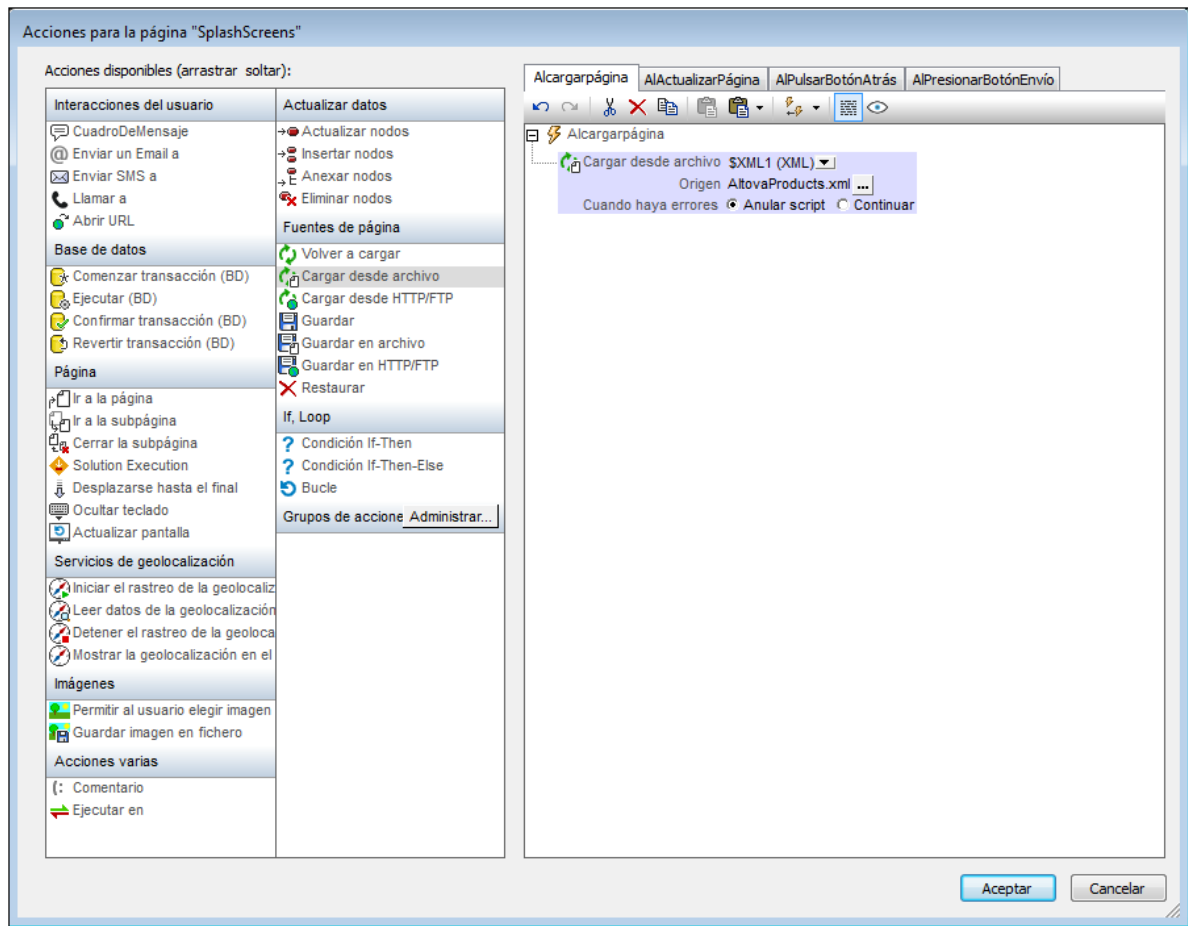 Acciones para la página "SplashScreens"
Acciones disponibles (arrastrar soltar):
Interacciones del usuario
CuadroDeMensaje
Enviar un Email a
Enviar SMS a
Llamar a
Abrir URL
Base de datos
Comenzar transacción (BD)
Ejecutar (BD)
Confirmar transacción (BD)
Revertir transacción (BD)
Página
Ir a la página
Ir a la subpágina
Cerrar la subpágina
Solution Execution
Desplazarse hasta el final
Ocultar teclado
Actualizar pantalla
Servicios de geolocalización
Iniciar el rastreo de la geolocaliz
Leer datos de la geolocalización
Detener el rastreo de la geoloca
Mostrar la geolocalización en el
Imágenes
Permitir al usuario elegir imagen
Guardar imagen en fichero
Acciones varias
(: Comentario
Ejecutar en
Actualizar datos
Actualizar nodos
Insertar nodos
Anexar nodos
Eliminar nodos
Fuentes de página
Volver a cargar
Cargar desde archivo
Cargar desde HTTP/FTP
Guardar
Guardar en archivo
Guardar en HTTP/FTP
Restaurar
If, Loop
Condición If-Then
Condición If-Then-Else
Bucle
Grupos de accione Administrar...
Alcargarpágina AlActualizarPágina AlPulsarBotónAtrás AlPresionarBotónEnvío
Alcargarpágina
Cargar desde archivo $XML1 (XML)
Origen AltovaProducts.xml ...
Cuando haya errores Anular script Continuar
Aceptar Cancelar